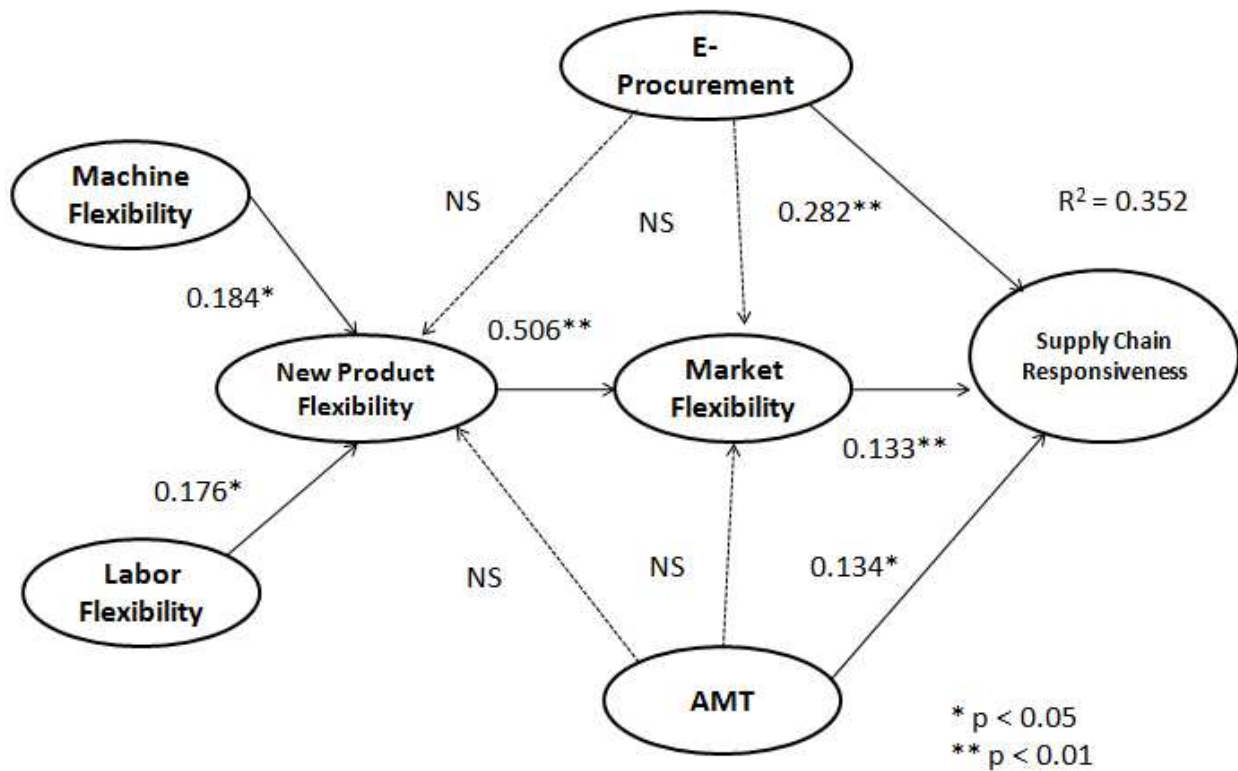 E-
Procurement
Machine
Flexibility
NS
NS
0.282**
R² = 0.352
0.184*
0.506**
New Product
Flexibility
Market
Flexibility
Supply Chain
Responsiveness
0.133**
0.176*
Labor
Flexibility
NS
NS
0.134*
AMT
* p < 0.05
** p < 0.01